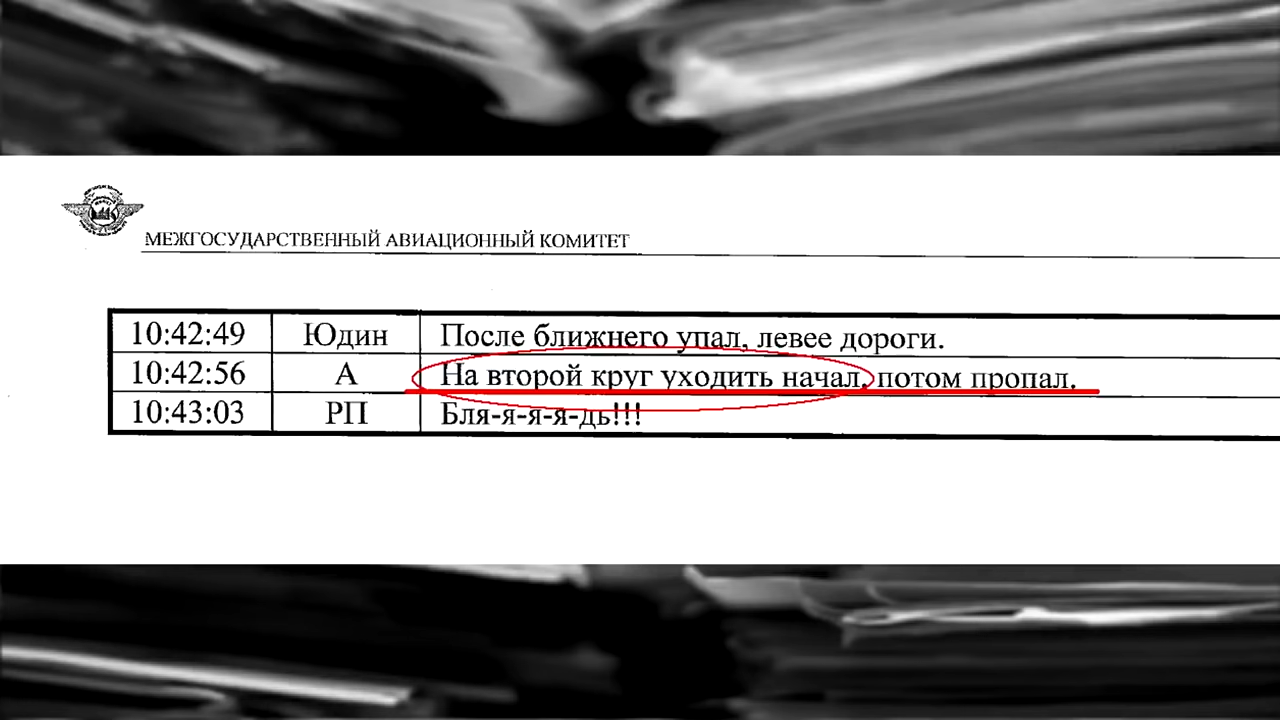 МЕЖГОСУДАРСТВЕННЫЙ АВИАЦИОННЫЙ КОМИТЕТ
10:42:49 Юдин После ближнего упал, левее дороги.
10:42:56 А На второй круг уходить начал, потом пропал.
10:43:03 РП Бля-я-я-я-дь!!!